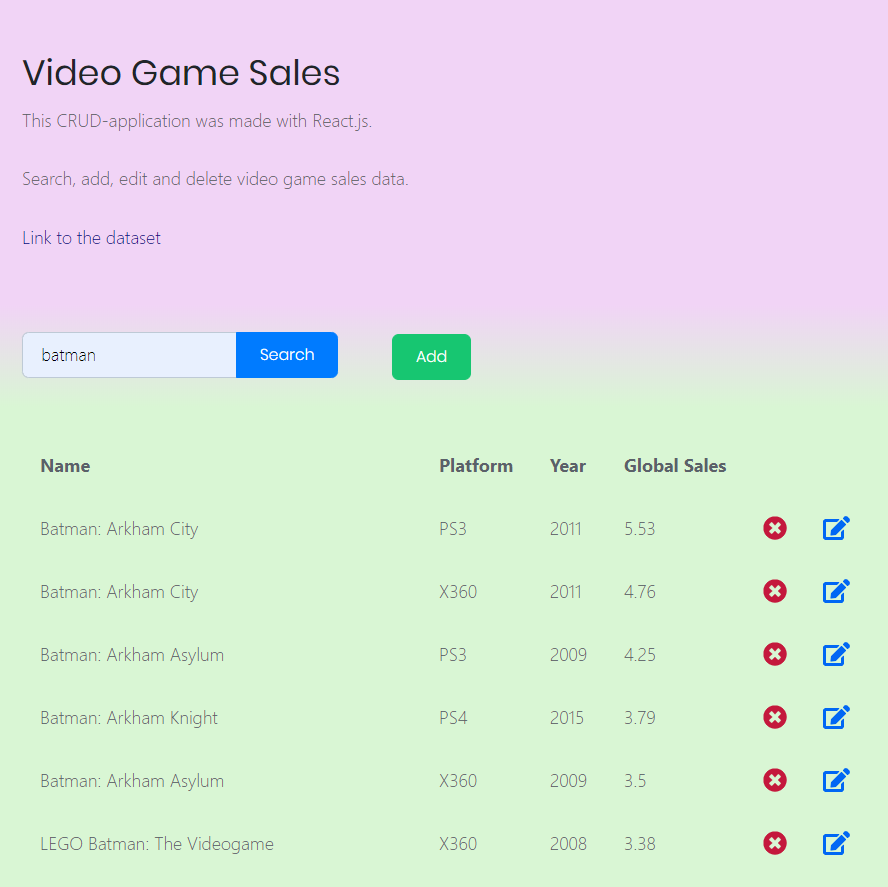 Video Game Sales
This CRUD-application was made with React.js.
Search, add, edit and delete video game sales data.
Link to the dataset
batman Search Add
Name Platform Year Global Sales
Batman: Arkham City PS3 2011 5.53
Batman: Arkham City X360 2011 4.76
Batman: Arkham Asylum PS3 2009 4.25
Batman: Arkham Knight PS4 2015 3.79
Batman: Arkham Asylum X360 2009 3.5
LEGO Batman: The Videogame X360 2008 3.38